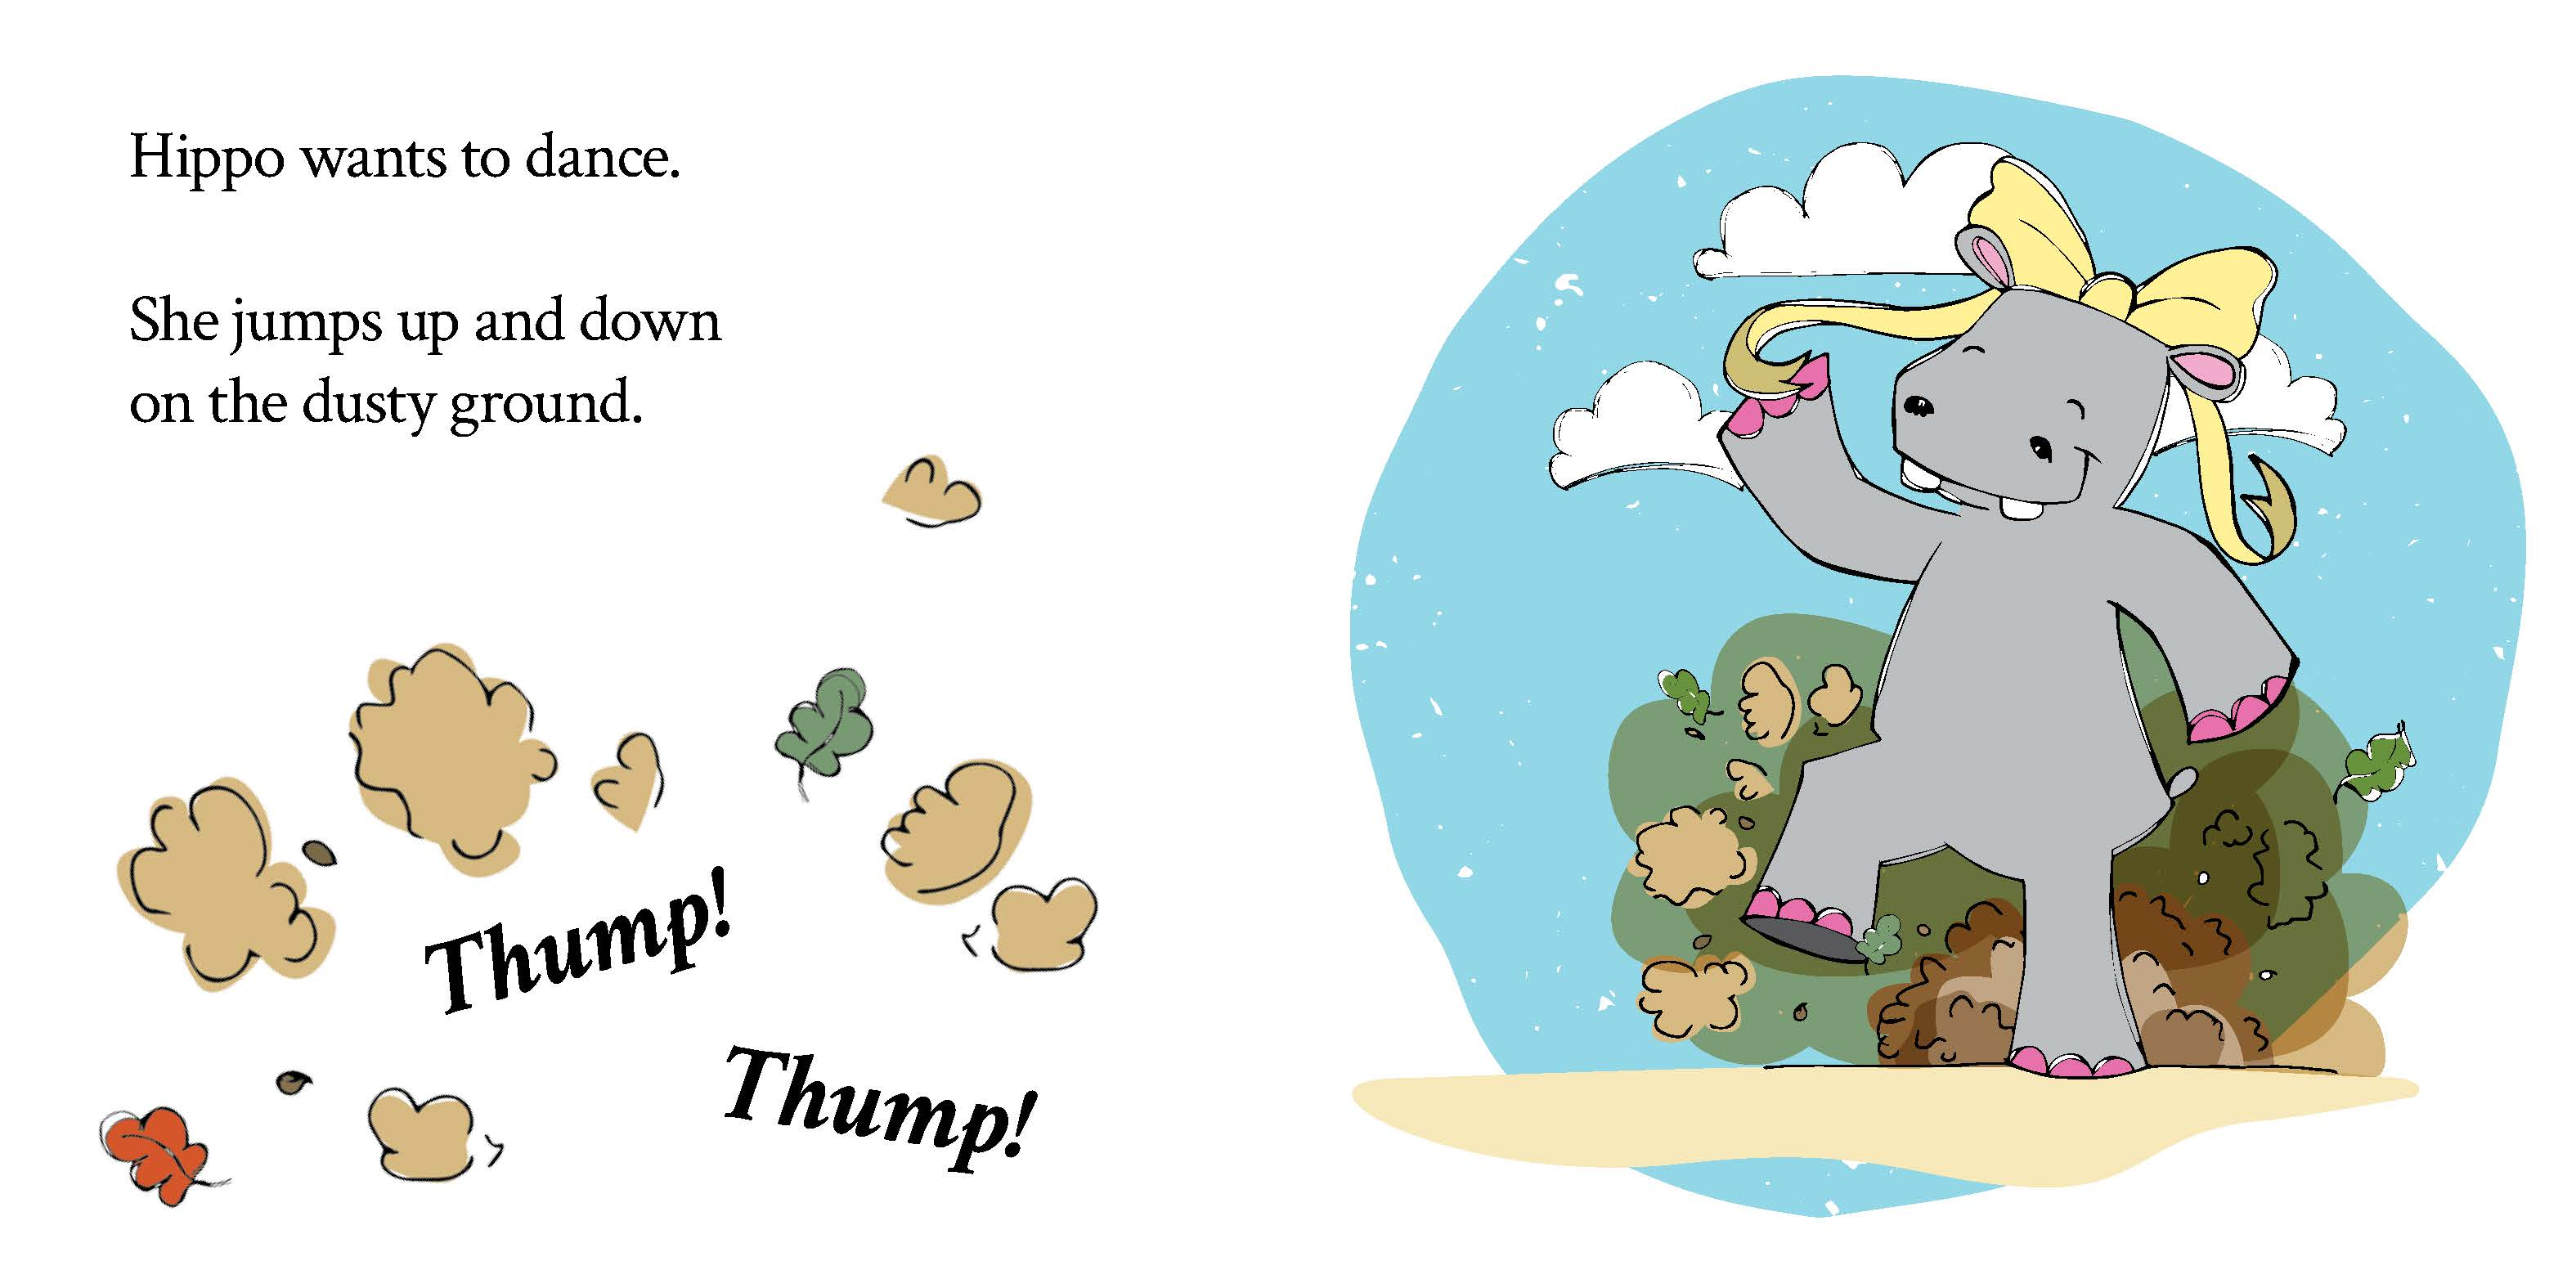 Hippo wants to dance.
She jumps up and down
on the dusty ground.
Thump!
Thump!